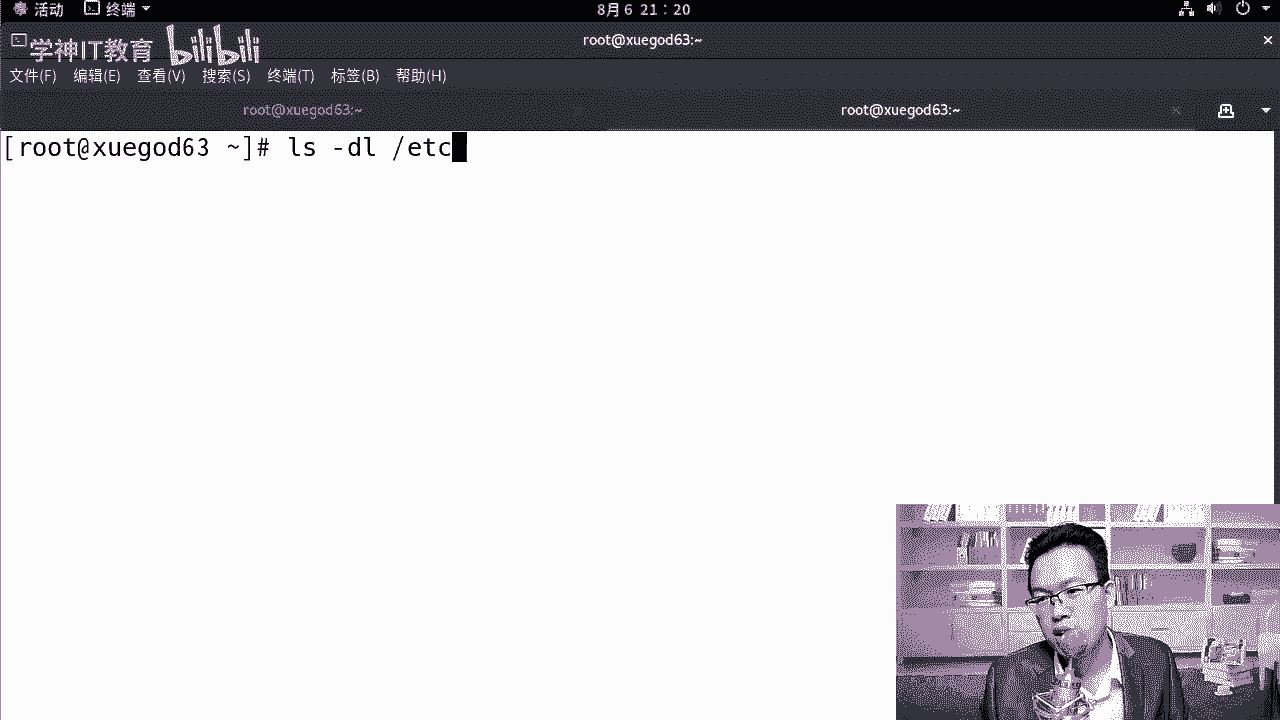 活动 终端 8月 6 21:20
学神IT教育 bilibili
root@xuegod63:~
文件(F) 编辑(E) 查看(V) 搜索(S) 终端(T) 标签(B) 帮助(H)
root@xuegod63:~ root@xuegod63:~
[root@xuegod63 ~]# ls -dl /etc